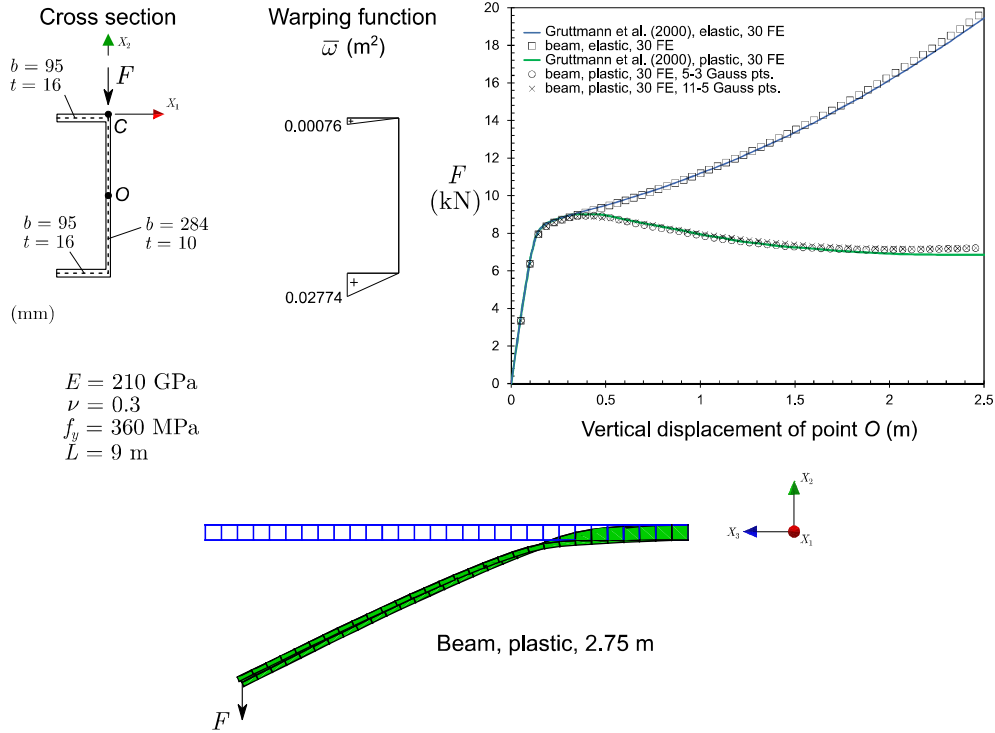 Cross section
X₂
F
b = 95
t = 16
X₁
C
O
b = 95
t = 16
b = 284
t = 10
(mm)
Warping function
ω̅ (m²)
0.00076
+
+
0.02774
F
(kN)
20
18
16
14
12
10
8
6
4
2
0
Gruttmann et al. (2000), elastic, 30 FE
beam, elastic, 30 FE
Gruttmann et al. (2000), plastic, 30 FE
beam, plastic, 30 FE, 5-3 Gauss pts.
beam, plastic, 30 FE, 11-5 Gauss pts.
0 0.5 1 1.5 2 2.5
Vertical displacement of point O (m)
E = 210 GPa
ν = 0.3
f_y = 360 MPa
L = 9 m
X₂
X₃
X₁
Beam, plastic, 2.75 m
F